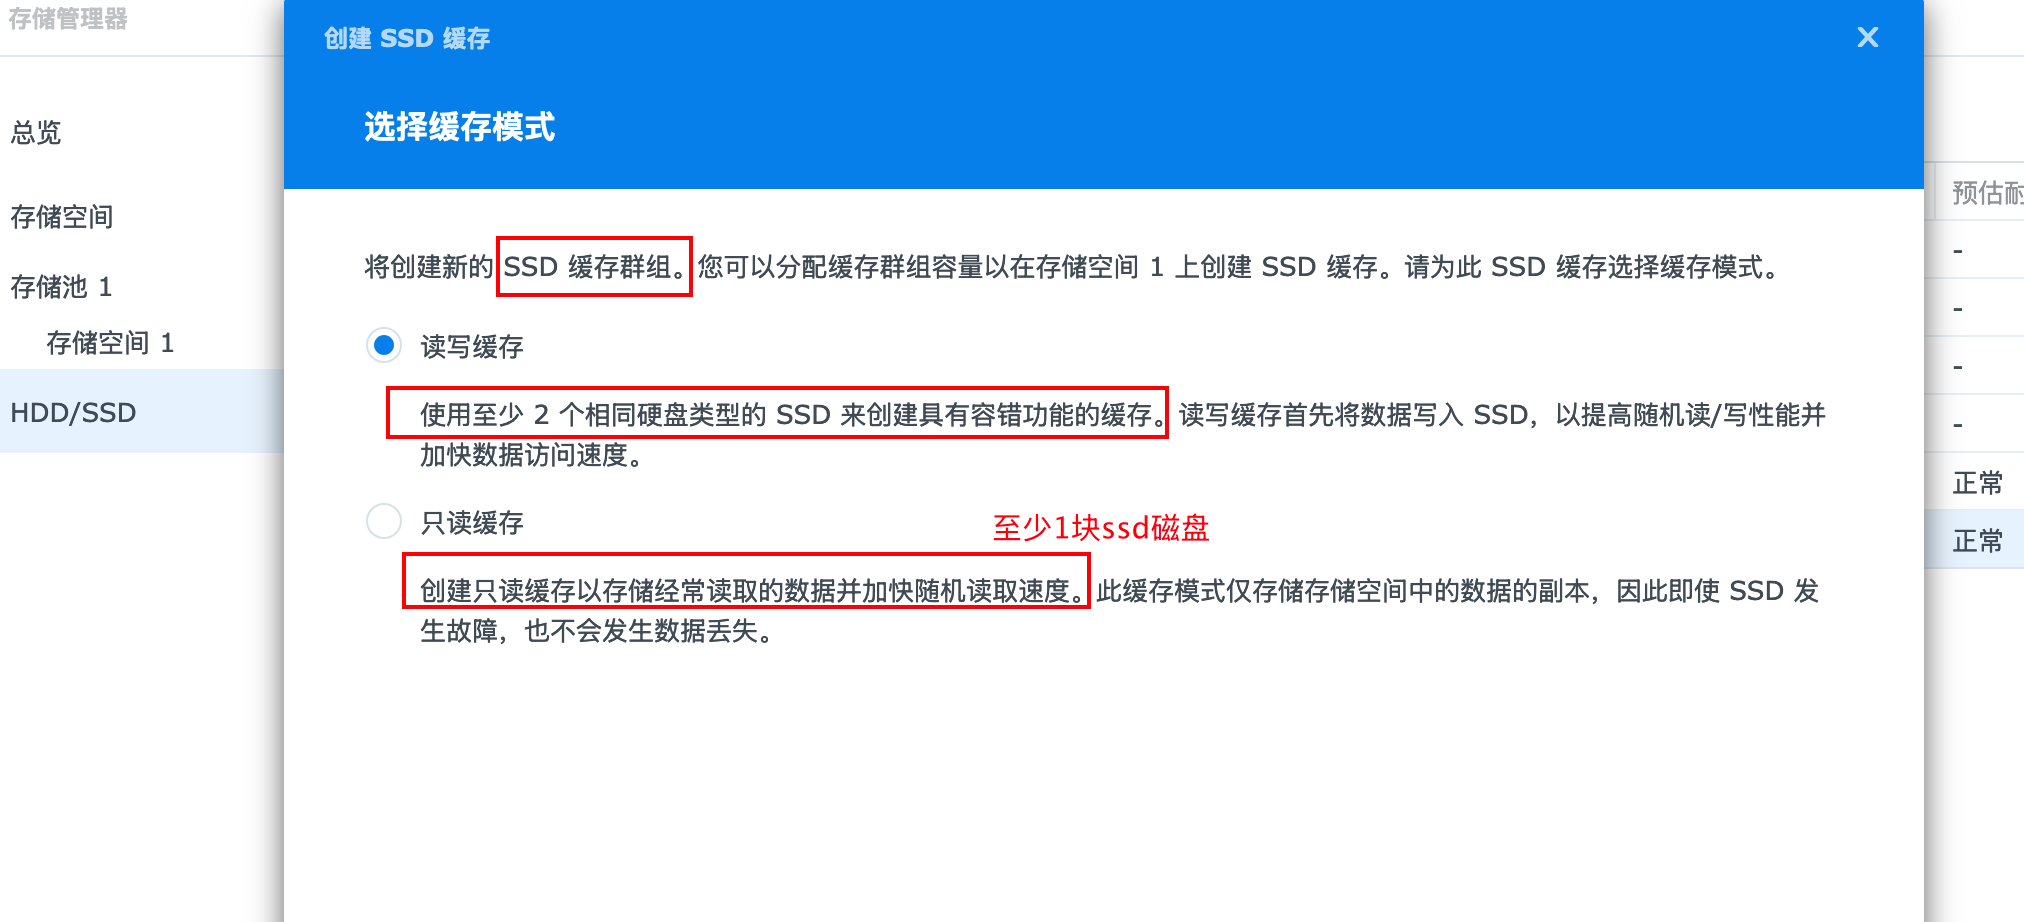 存储管理器
总览
存储空间
存储池 1
存储空间 1
HDD/SSD
创建 SSD 缓存
选择缓存模式
将创建新的 SSD 缓存群组。您可以分配缓存群组容量以在存储空间 1 上创建 SSD 缓存。请为此 SSD 缓存选择缓存模式。
读写缓存
使用至少 2 个相同硬盘类型的 SSD 来创建具有容错功能的缓存。读写缓存首先将数据写入 SSD，以提高随机读/写性能并
加快数据访问速度。
只读缓存
至少1块ssd磁盘
创建只读缓存以存储经常读取的数据并加快随机读取速度。此缓存模式仅存储存储空间中的数据的副本，因此即使 SSD 发
生故障，也不会发生数据丢失。
预估耐
-
-
-
-
正常
正常